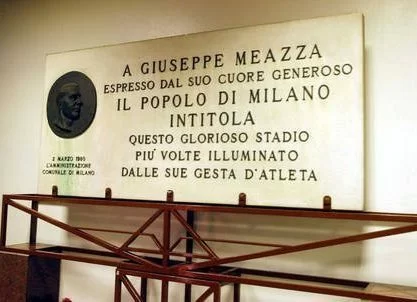 A GIUSEPPE MEAZZA
ESPRESSO DAL SUO CUORE GENEROSO
IL POPOLO DI MILANO
INTITOLA
QUESTO GLORIOSO STADIO
PIU' VOLTE ILLUMINATO
DALLE SUE GESTA D'ATLETA
2 MARZO 1980
L'AMMINISTRAZIONE
COMUNALE DI MILANO